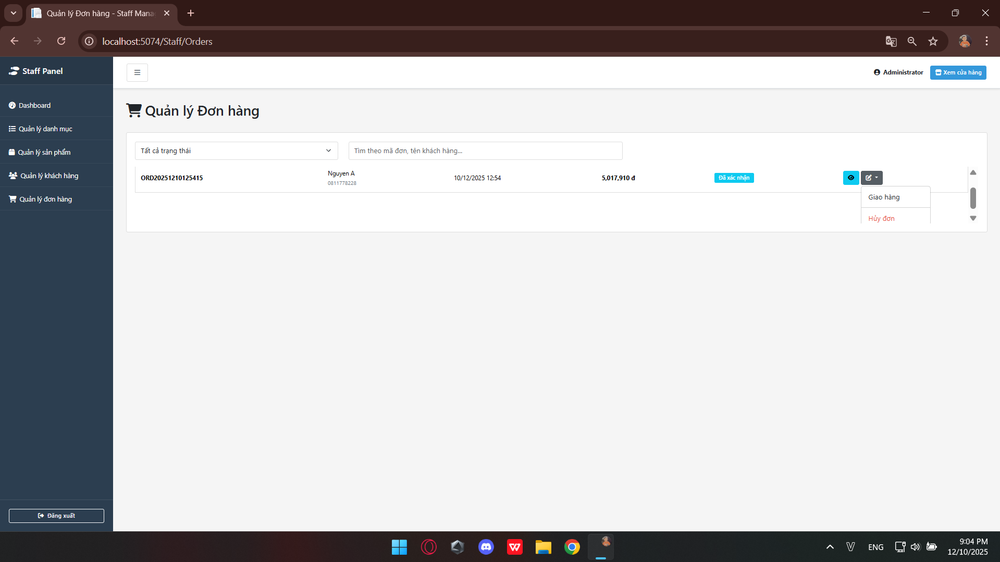 Quản lý Đơn hàng - Staff Mana
localhost:5074/Staff/Orders
Staff Panel
Administrator
Xem cửa hàng
Dashboard
Quản lý danh mục
Quản lý sản phẩm
Quản lý khách hàng
Quản lý đơn hàng
Quản lý Đơn hàng
Tất cả trạng thái
Tìm theo mã đơn, tên khách hàng...
ORD20251210125415
Nguyen A
0811778228
10/12/2025 12:54
5,017,910 đ
Đã xác nhận
Giao hàng
Hủy đơn
Đăng xuất
ENG
9:04 PM
12/10/2025